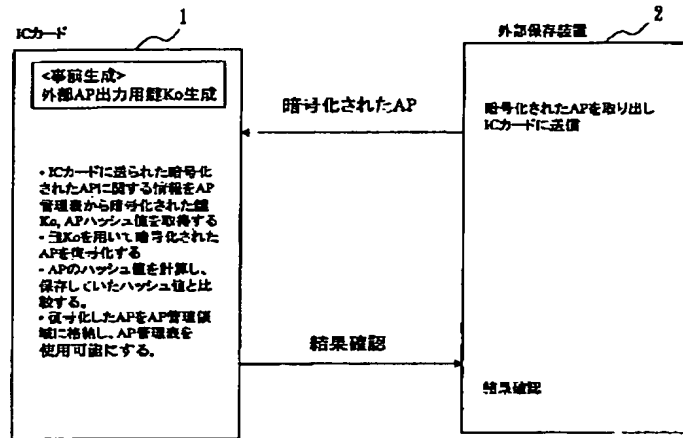 1
ICカード
<事前生成>
外部AP出力用鍵Ko生成
・ICカードに送られた暗号化
されたAPに関する情報をAP
管理表から暗号化された鍵
Ko, APハッシュ値を取得する
・鍵Koを用いて暗号化された
APを復号化する
・APのハッシュ値を計算し、
保存していたハッシュ値と比
較する。
・復号化したAPをAP管理領
域に格納し、AP管理表を
使用可能にする。
暗号化されたAP
結果確認
2
外部保存装置
暗号化されたAPを取り出し
ICカードに送信
結果確認